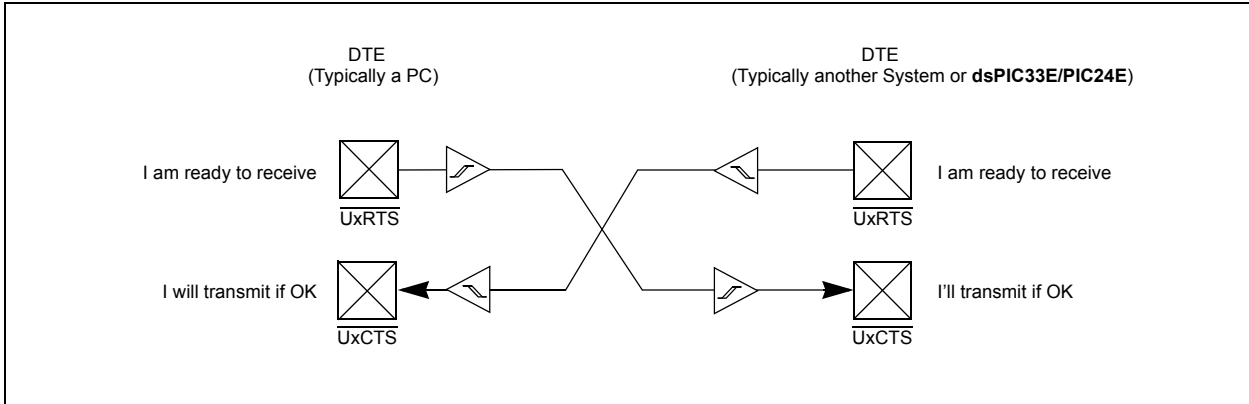 DTE
(Typically a PC)
DTE
(Typically another System or dsPIC33E/PIC24E)
I am ready to receive
UxRTS
I am ready to receive
UxRTS
I will transmit if OK
UxCTS
I'll transmit if OK
UxCTS